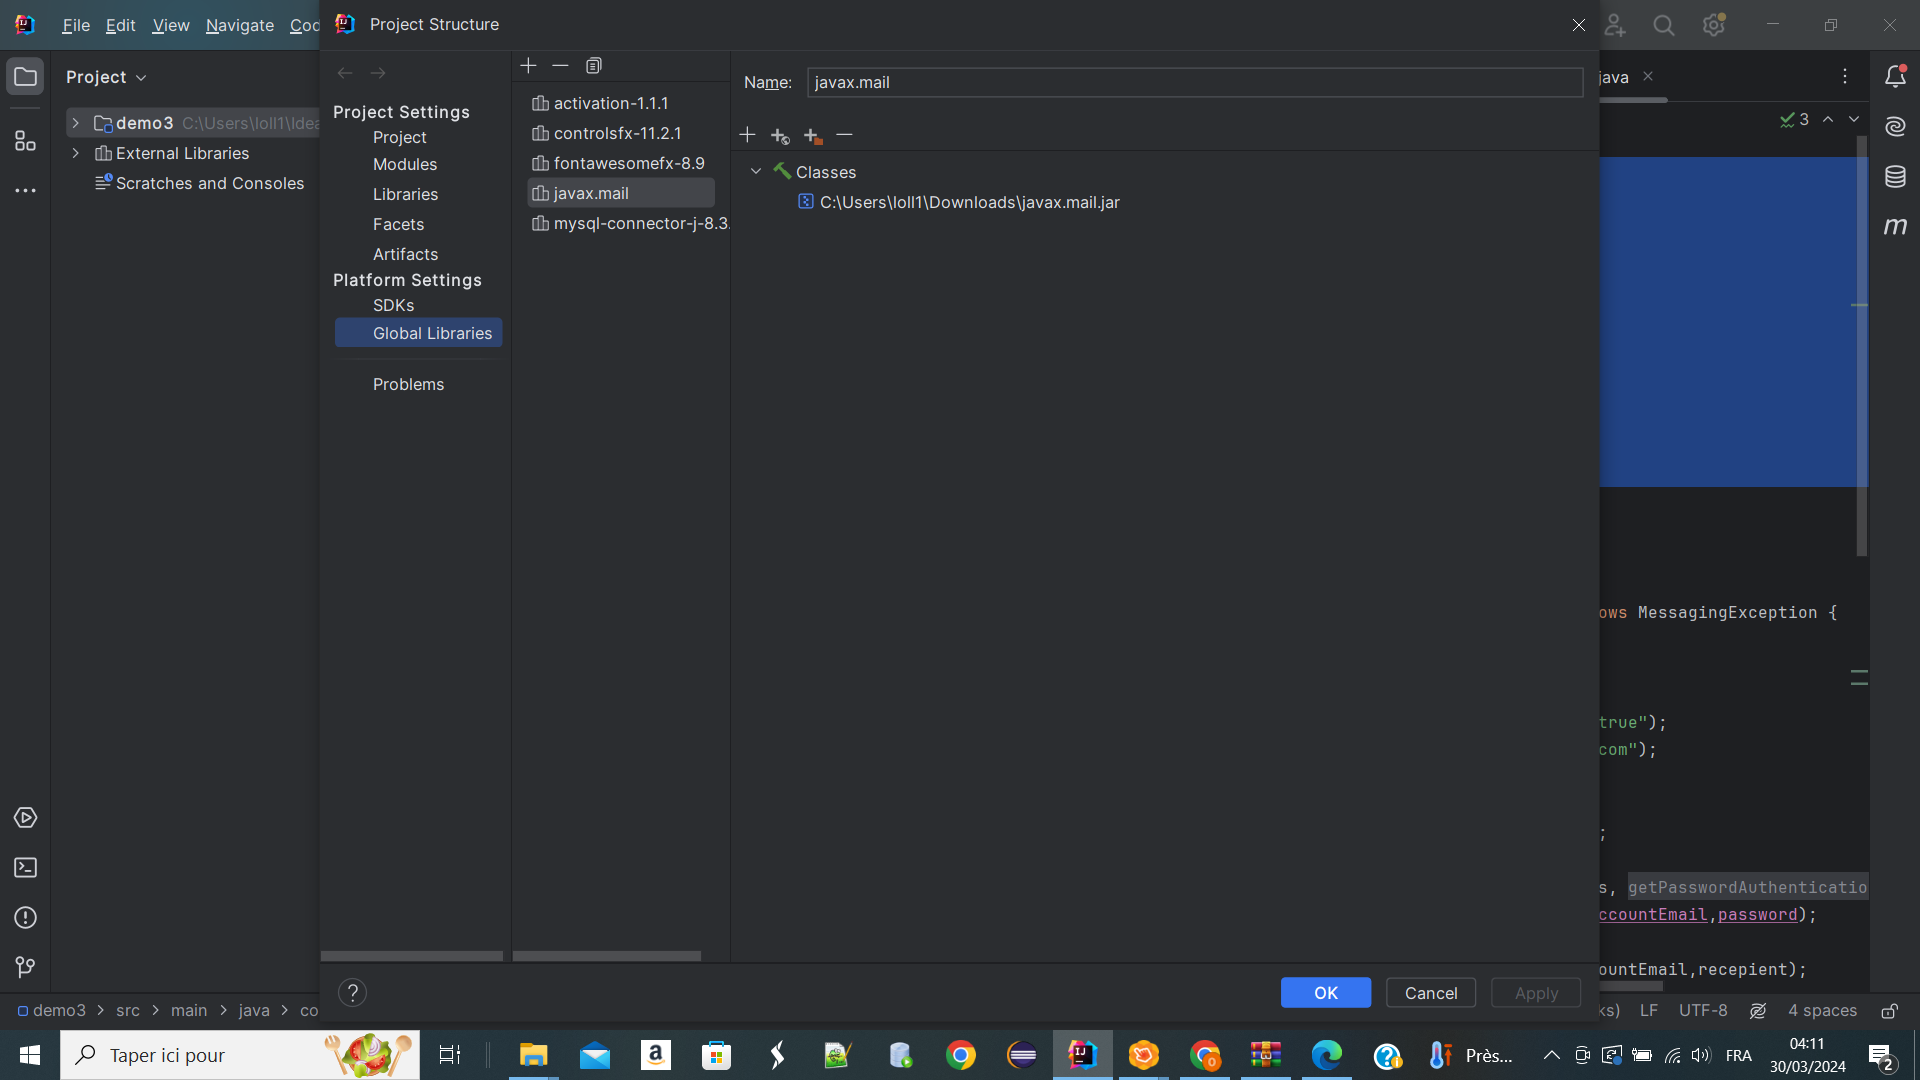 File Edit View Navigate Cod
Project Structure
Project
demo3 C:\Users\loll1\Idea
External Libraries
Scratches and Consoles
Project Settings
Project
Modules
Libraries
Facets
Artifacts
Platform Settings
SDKs
Global Libraries
Problems
activation-1.1.1
controlsfx-11.2.1
fontawesomefx-8.9
javax.mail
mysql-connector-j-8.3.
Name: javax.mail
Classes
C:\Users\loll1\Downloads\javax.mail.jar
java
3
ows MessagingException {
true");
com");
;
s, getPasswordAuthenticatio
ccountEmail,password);
ountEmail,recepient);
?
OK Cancel Apply
demo3 > src > main > java > co
ks) LF UTF-8 4 spaces
Taper ici pour
Près...
FRA
04:11
30/03/2024
2